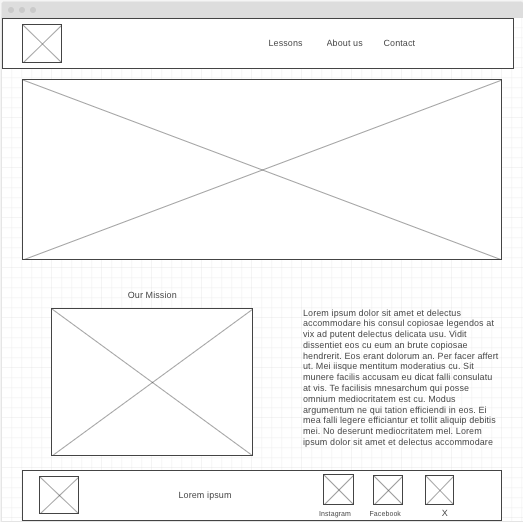 Lessons About us Contact
Our Mission
Lorem ipsum dolor sit amet et delectus
accommodare his consul copiosae legendos at
vix ad putent delectus delicata usu. Vidit
dissentiet eos cu eum an brute copiosae
hendrerit. Eos erant dolorum an. Per facer affert
ut. Mei iisque mentitum moderatius cu. Sit
munere facilis accusam eu dicat falli consulatu
at vis. Te facilisis mnesarchum qui posse
omnium mediocritatem est cu. Modus
argumentum ne qui tation efficiendi in eos. Ei
mea falli legere efficiantur et tollit aliquip debitis
mei. No deserunt mediocritatem mel. Lorem
ipsum dolor sit amet et delectus accommodare
Lorem ipsum
Instagram Facebook X